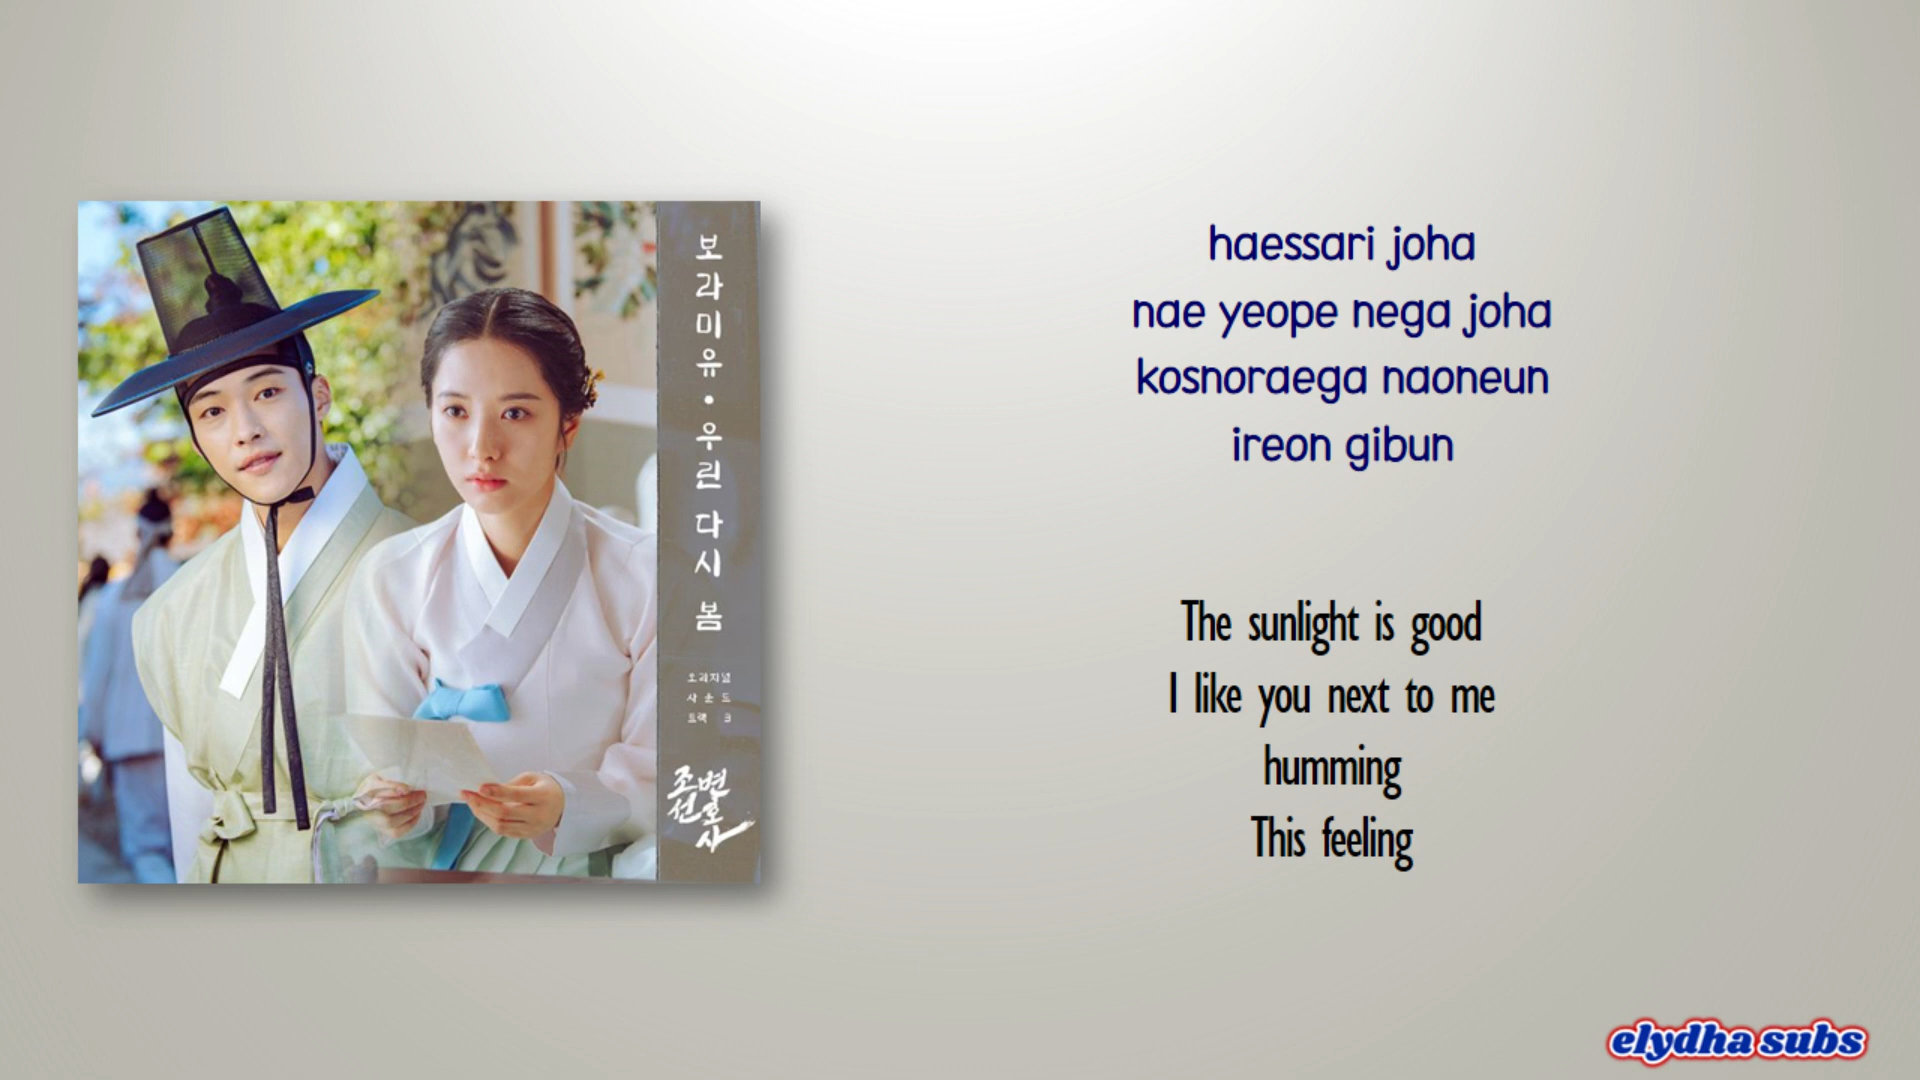 보라미유 • 우린 다시 봄
오리지널
사운드
트랙 3
조선
변호사
haessari joha
nae yeope nega joha
kosnoraega naoneun
ireon gibun
The sunlight is good
I like you next to me
humming
This feeling
elydha subs